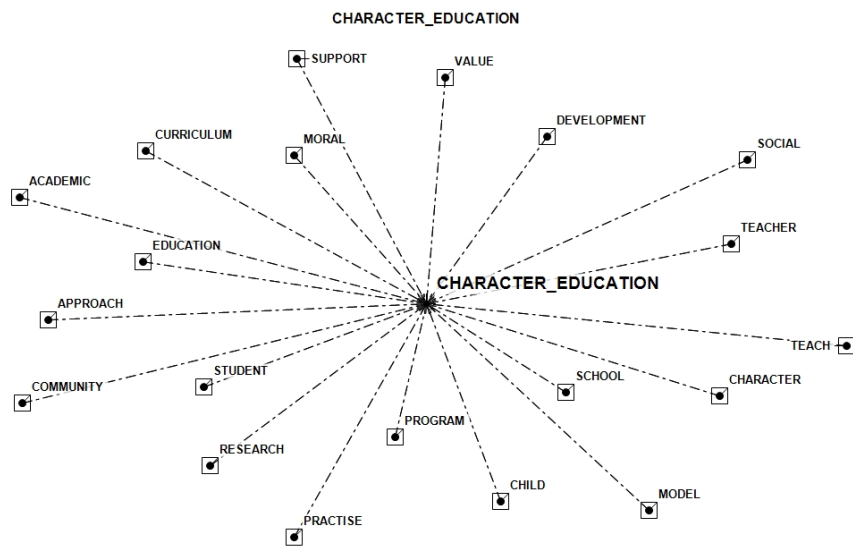 CHARACTER_EDUCATION
SUPPORT
VALUE
DEVELOPMENT
CURRICULUM
MORAL
SOCIAL
ACADEMIC
TEACHER
EDUCATION
CHARACTER_EDUCATION
APPROACH
TEACH
STUDENT
SCHOOL
COMMUNITY
CHARACTER
PROGRAM
RESEARCH
CHILD
MODEL
PRACTISE